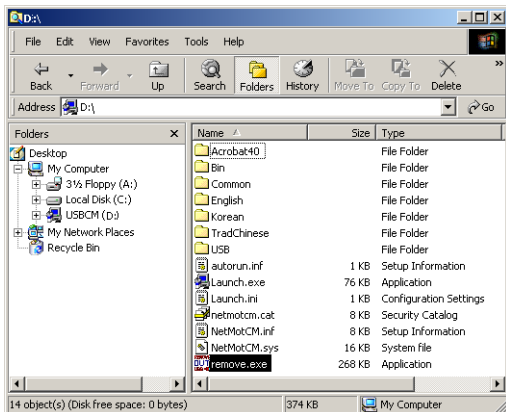 D:\
File Edit View Favorites Tools Help
Back Forward Up Search Folders History Move To Copy To Delete »
Address D:\ Go
Folders x Name Size Type
Desktop
My Computer
3½ Floppy (A:)
Local Disk (C:)
USBCM (D:)
My Network Places
Recycle Bin
Acrobat40 File Folder
Bin File Folder
Common File Folder
English File Folder
Korean File Folder
TradChinese File Folder
USB File Folder
autorun.inf 1 KB Setup Information
Launch.exe 76 KB Application
Launch.ini 1 KB Configuration Settings
netmotcm.cat 8 KB Security Catalog
NetMotCM.inf 8 KB Setup Information
NetMotCM.sys 16 KB System file
OUT remove.exe 268 KB Application
14 object(s) (Disk free space: 0 bytes) 374 KB My Computer